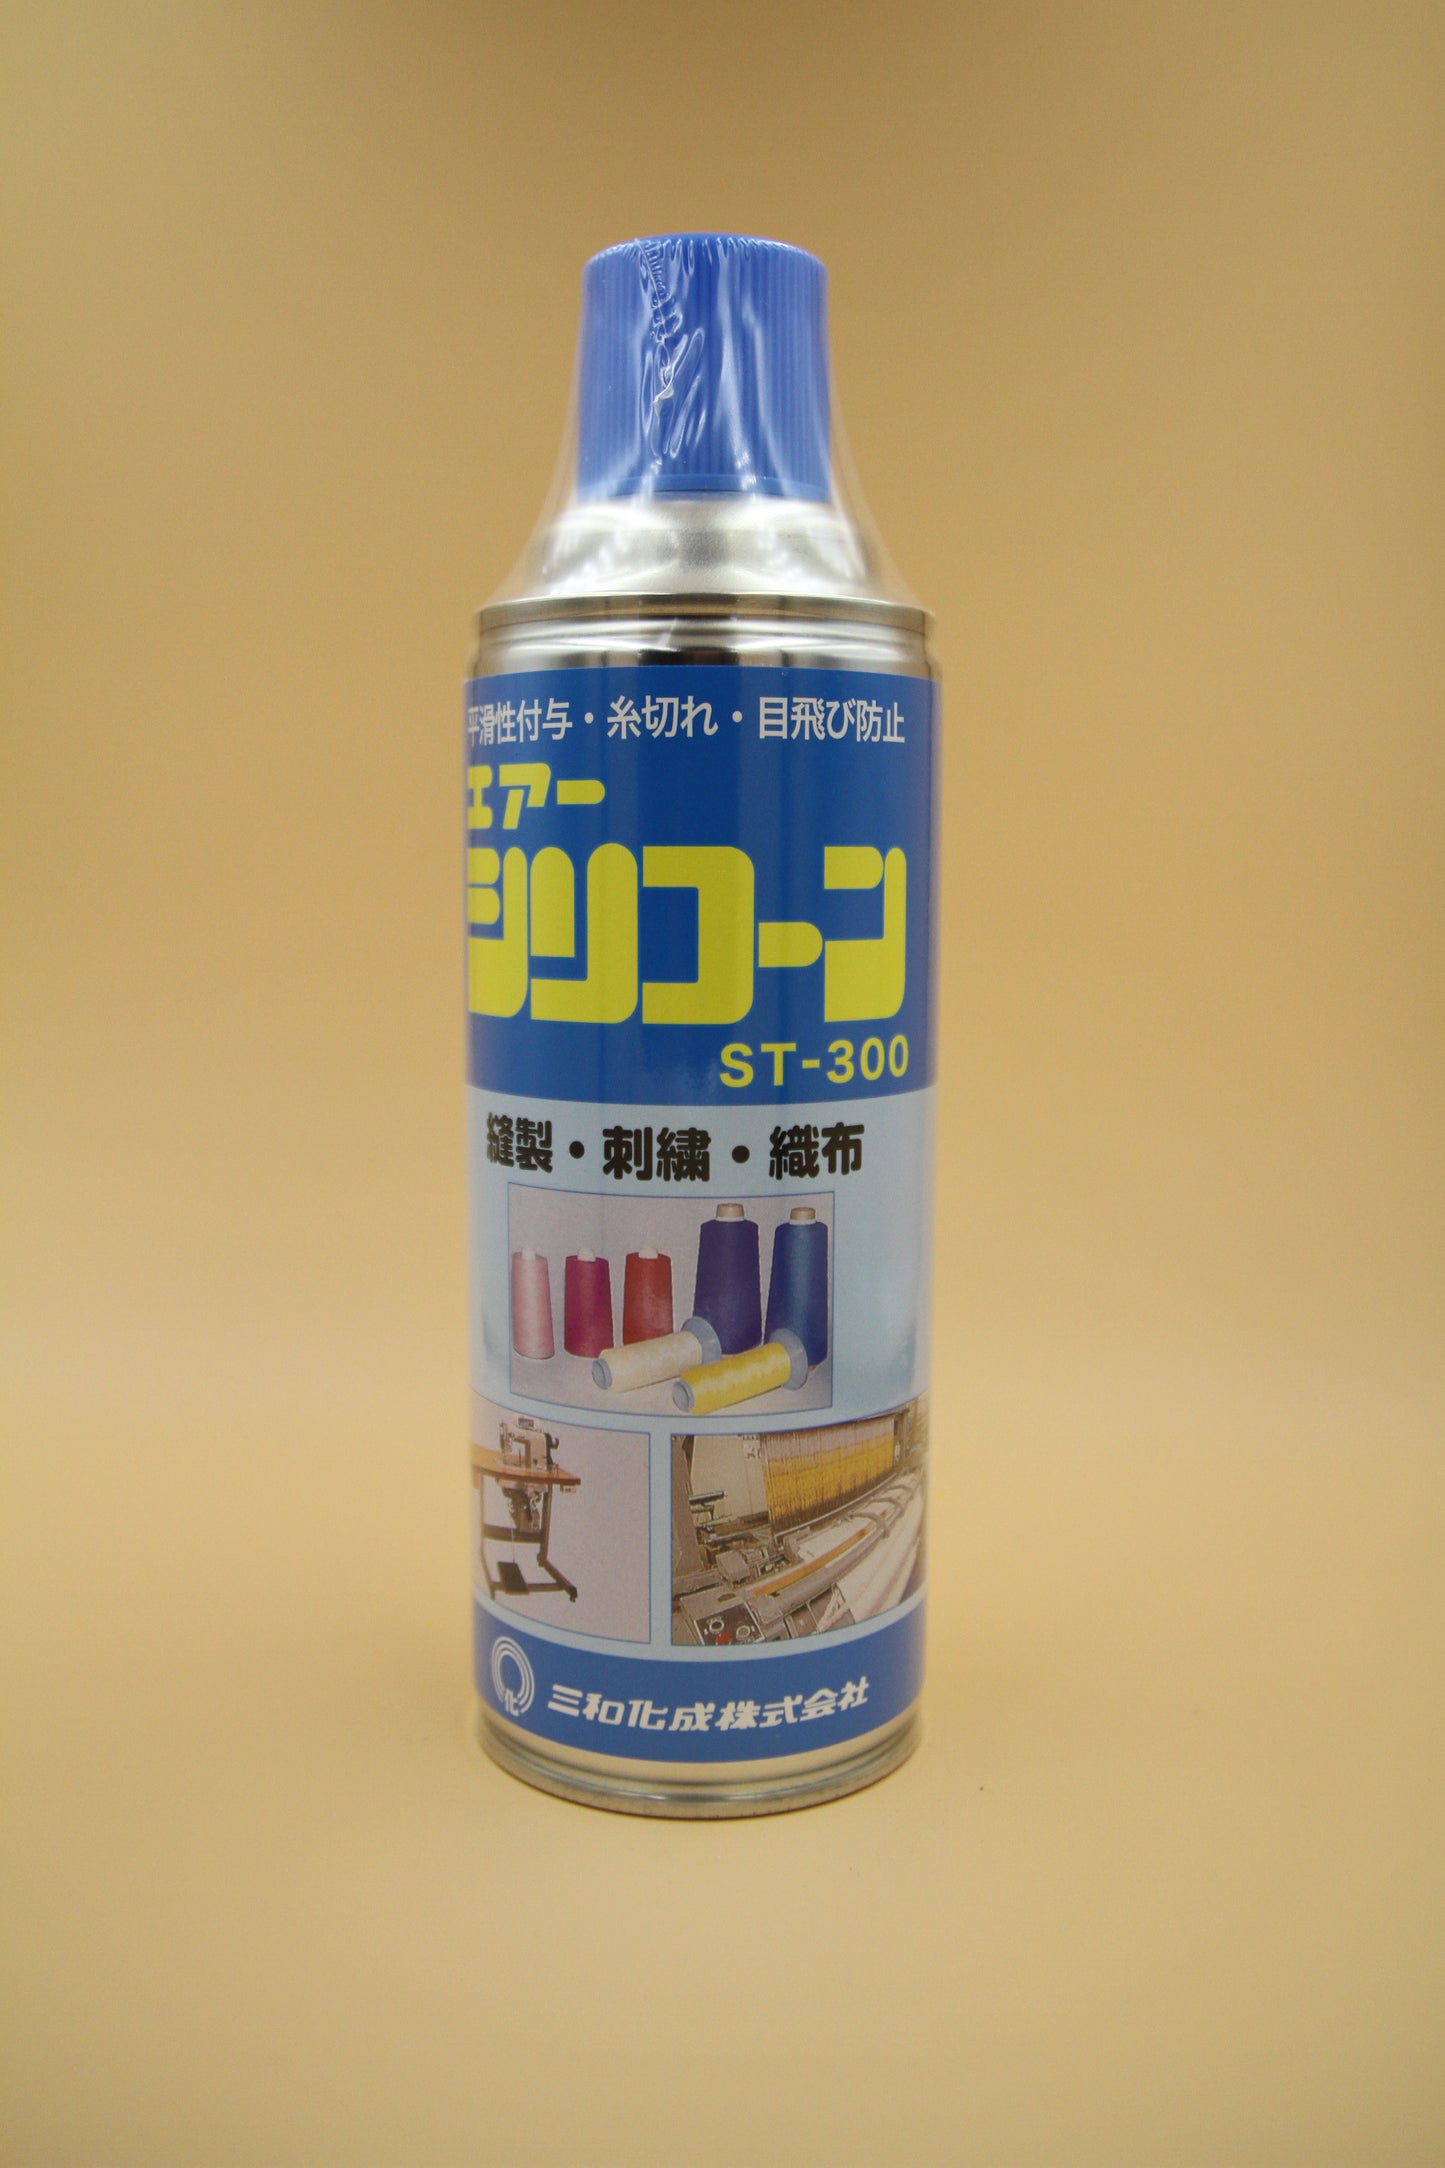 平滑性付与・糸切れ・目飛び防止
エアー
シリコーン
ST-300
縫製・刺繍・織布
化
三和化成株式会社